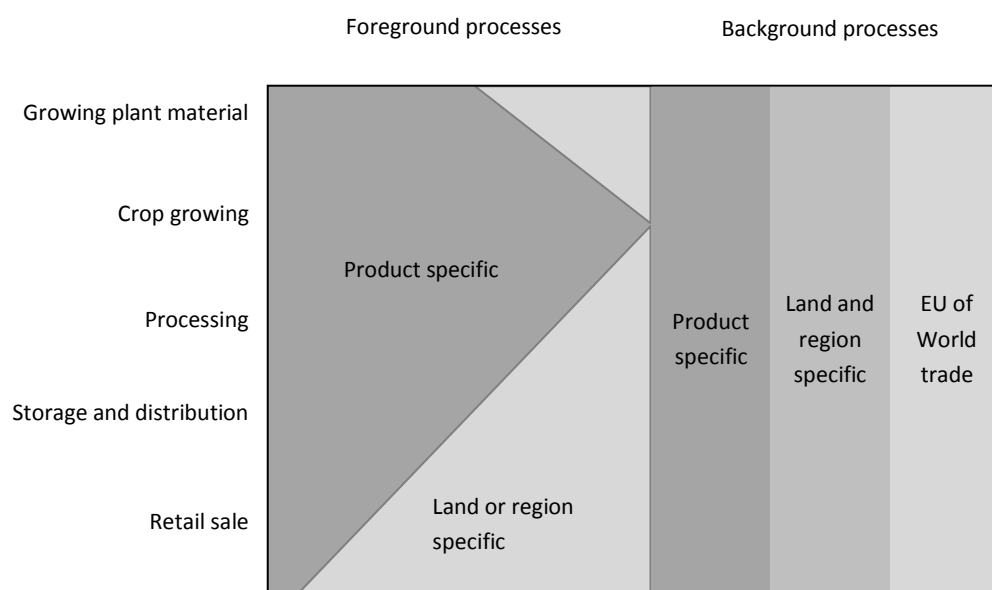 Foreground processes
Background processes
Growing plant material
Crop growing
Processing
Storage and distribution
Retail sale
Product specific
Land or region
specific
Product
specific
Land and
region
specific
EU of
World
trade